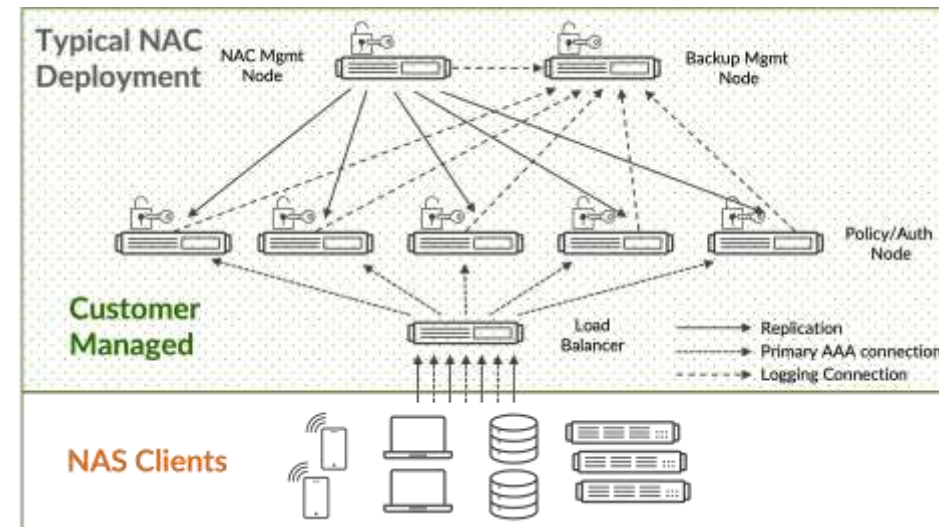 Typical NAC
Deployment
NAC Mgmt
Node
Backup Mgmt
Node
Policy/Auth
Node
Customer
Managed
Load
Balancer
Replication
Primary AAA connection
Logging Connection
NAS Clients